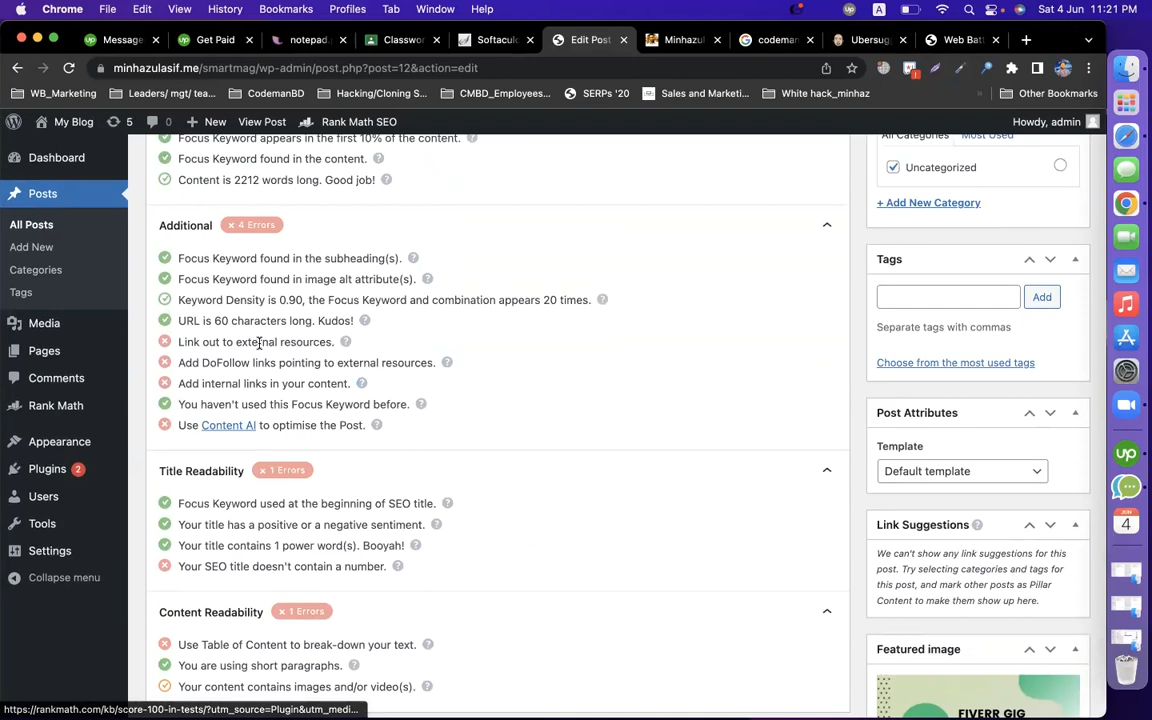 Chrome File Edit View History Bookmarks Profiles Tab Window Help
A Sat 4 Jun 11:21 PM
Message Get Paid notepad. Classwor Softacul Edit Post Minhazul codeman Ubersugg Web Batt
minhazulasif.me/smartmag/wp-admin/post.php?post=12&action=edit
WB_Marketing Leaders/ mgt/ tea... CodemanBD Hacking/Cloning S... CMBD_Employees... SERPs '20 Sales and Marketi... White hack_minhaz Other Bookmarks
My Blog 5 0 New View Post Rank Math SEO Howdy, admin
Dashboard
Posts
All Posts
Add New
Categories
Tags
Media
Pages
Comments
Rank Math
Appearance
Plugins 2
Users
Tools
Settings
Collapse menu
Focus Keyword appears in the first 10% of the content.
Focus Keyword found in the content.
Content is 2212 words long. Good job!
Additional × 4 Errors
Focus Keyword found in the subheading(s).
Focus Keyword found in image alt attribute(s).
Keyword Density is 0.90, the Focus Keyword and combination appears 20 times.
URL is 60 characters long. Kudos!
Link out to external resources.
Add DoFollow links pointing to external resources.
Add internal links in your content.
You haven't used this Focus Keyword before.
Use Content AI to optimise the Post.
Title Readability × 1 Errors
Focus Keyword used at the beginning of SEO title.
Your title has a positive or a negative sentiment.
Your title contains 1 power word(s). Booyah!
Your SEO title doesn't contain a number.
Content Readability × 1 Errors
Use Table of Content to break-down your text.
You are using short paragraphs.
Your content contains images and/or video(s).
All Categories Most Used
Uncategorized
+ Add New Category
Tags
Add
Separate tags with commas
Choose from the most used tags
Post Attributes
Template
Default template
Link Suggestions
We can't show any link suggestions for this
post. Try selecting categories and tags for
this post, and mark other posts as Pillar
Content to make them show up here.
Featured image
FIVERR GIG
up
JUN
4
https://rankmath.com/kb/score-100-in-tests/?utm_source=Plugin&utm_medi...